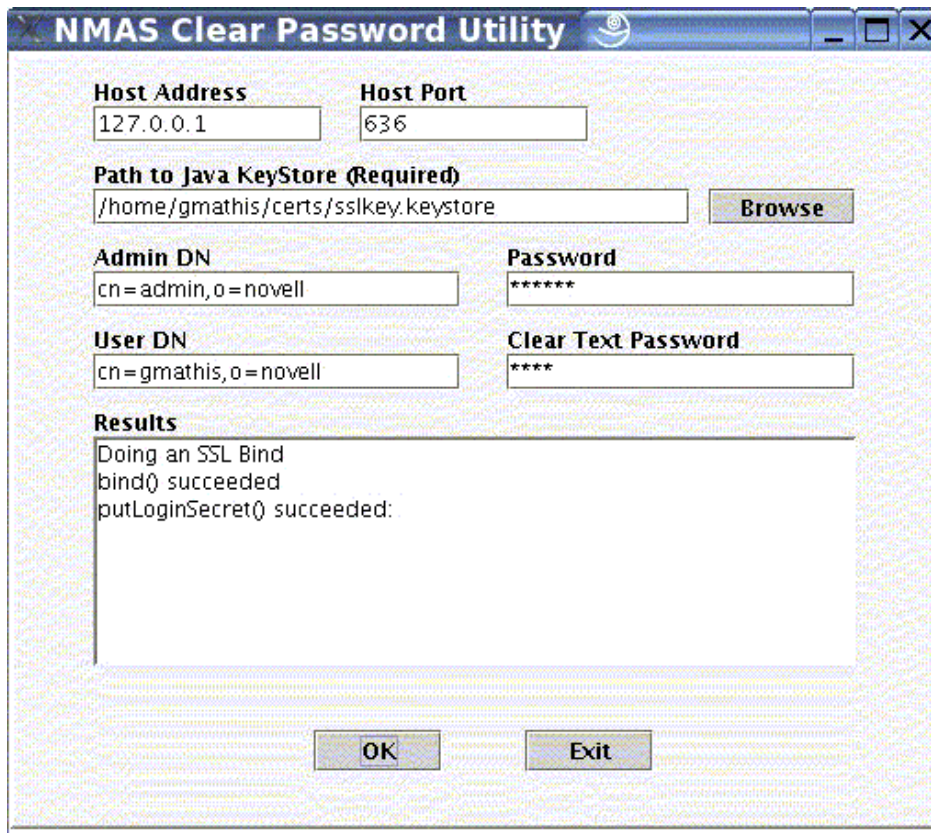 NMAS Clear Password Utility
Host Address Host Port
127.0.0.1 636
Path to Java KeyStore (Required)
/home/gmathis/certs/sslkey.keystore Browse
Admin DN Password
cn=admin,o=novell ******
User DN Clear Text Password
cn=gmathis,o=novell ****
Results
Doing an SSL Bind
bind() succeeded
putLoginSecret() succeeded:
OK Exit